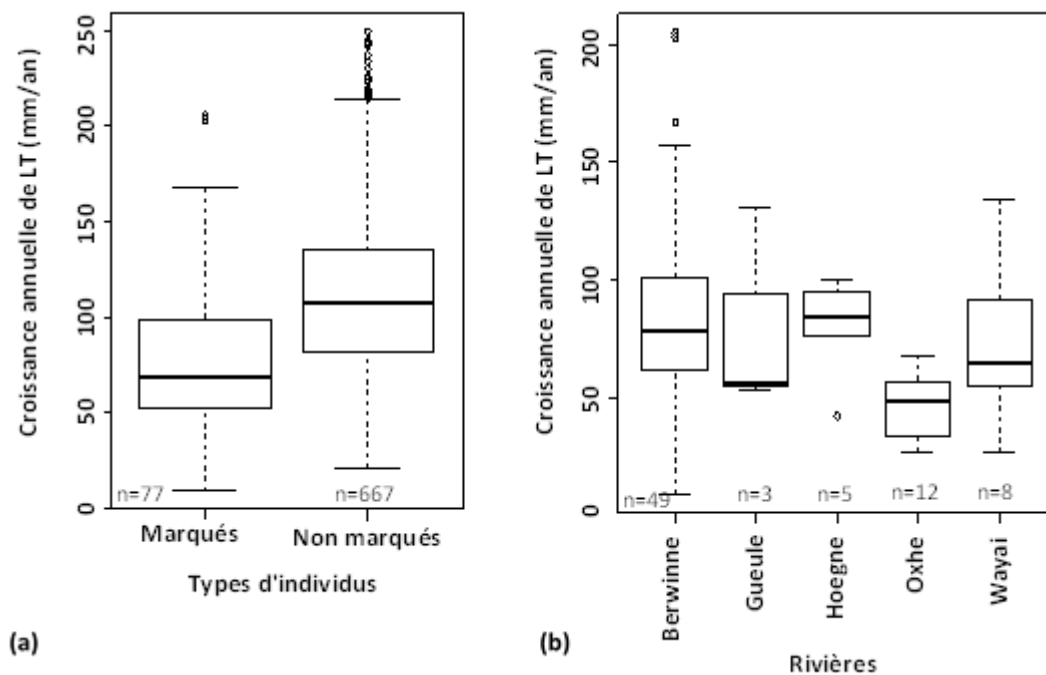 Croissance annuelle de LT (mm/an)
250
200
150
100
50
0
n=77
n=667
Marqués
Non marqués
Types d'individus
(a)
Croissance annuelle de LT (mm/an)
200
150
100
50
0
n=49
n=3
n=5
n=12
n=8
Berwinne
Gueule
Hoegne
Oxhe
Wayai
Rivières
(b)